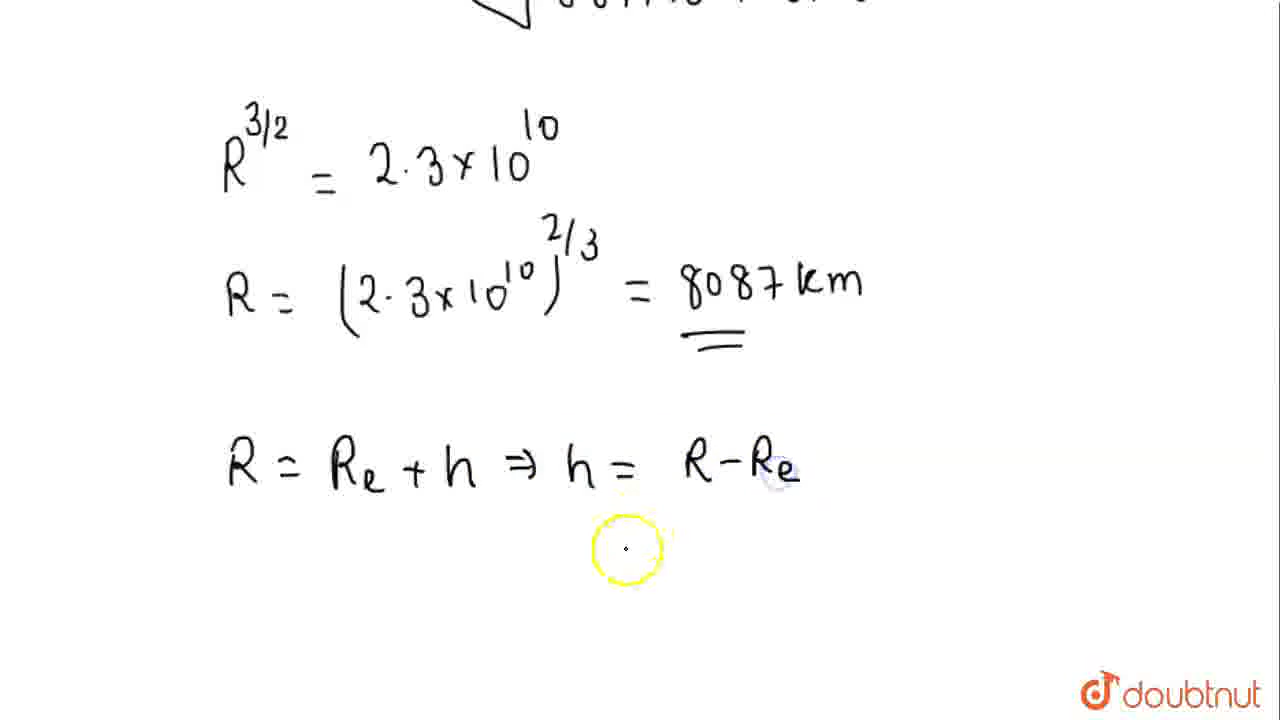 R^3/2 = 2.3×10^10
R = (2.3×10^10)^2/3 = 8087 km
R = Re + h ⇒ h = R - Re
doubtnut